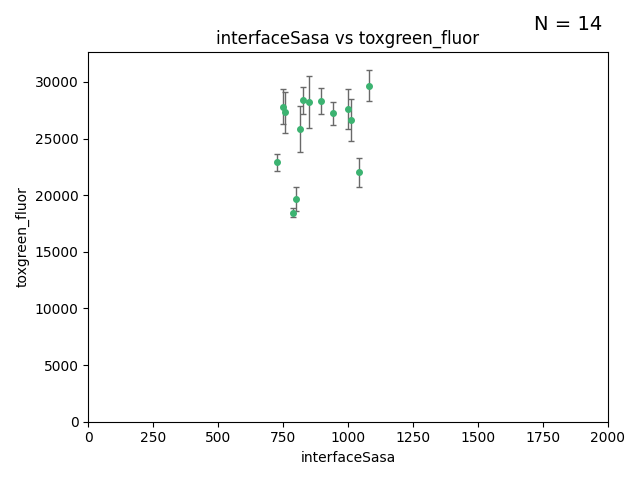 N = 14
interfaceSasa vs toxgreen_fluor
30000
25000
20000
15000
10000
5000
0
toxgreen_fluor
0 250 500 750 1000 1250 1500 1750 2000
interfaceSasa